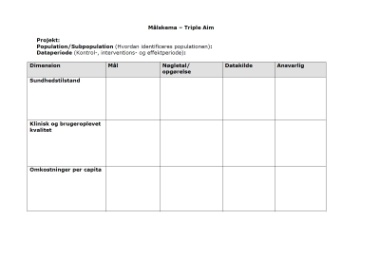 Målskema – Triple Aim
Projekt:
Population/Subpopulation (Hvordan identificeres populationen))
Dataperiode (Kontrol-, interventions- og effektperiode))
Dimension Mål Nøgletal/ Datakilde Ansvarlig
opgørelse
Sundhedstilstand
Klinisk og brugeroplevet
kvalitet
Omkostninger per capita